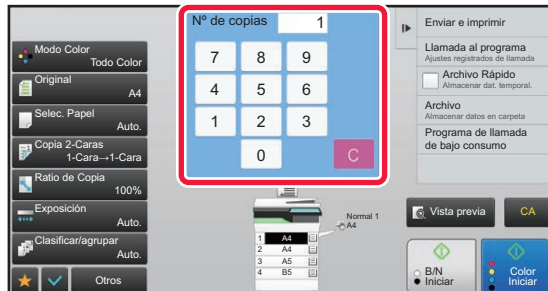 Modo Color
Todo Color
Original
A4
Selec. Papel
Auto.
Copia 2-Caras
1-Cara→1-Cara
Ratio de Copia
100%
Exposición
Auto.
Clasificar/agrupar
Auto.
Otros
Nº de copias 1
7 8 9
4 5 6
1 2 3
0 C
Normal 1
A4
1 A4
2 A4
3 A5
4 B5
Enviar e imprimir
Llamada al programa
Ajustes registrados de llamada
Archivo Rápido
Almacenar dat. temporal.
Archivo
Almacenar datos en carpeta
Programa de llamada
de bajo consumo
Vista previa
CA
B/N
Iniciar
Color
Iniciar